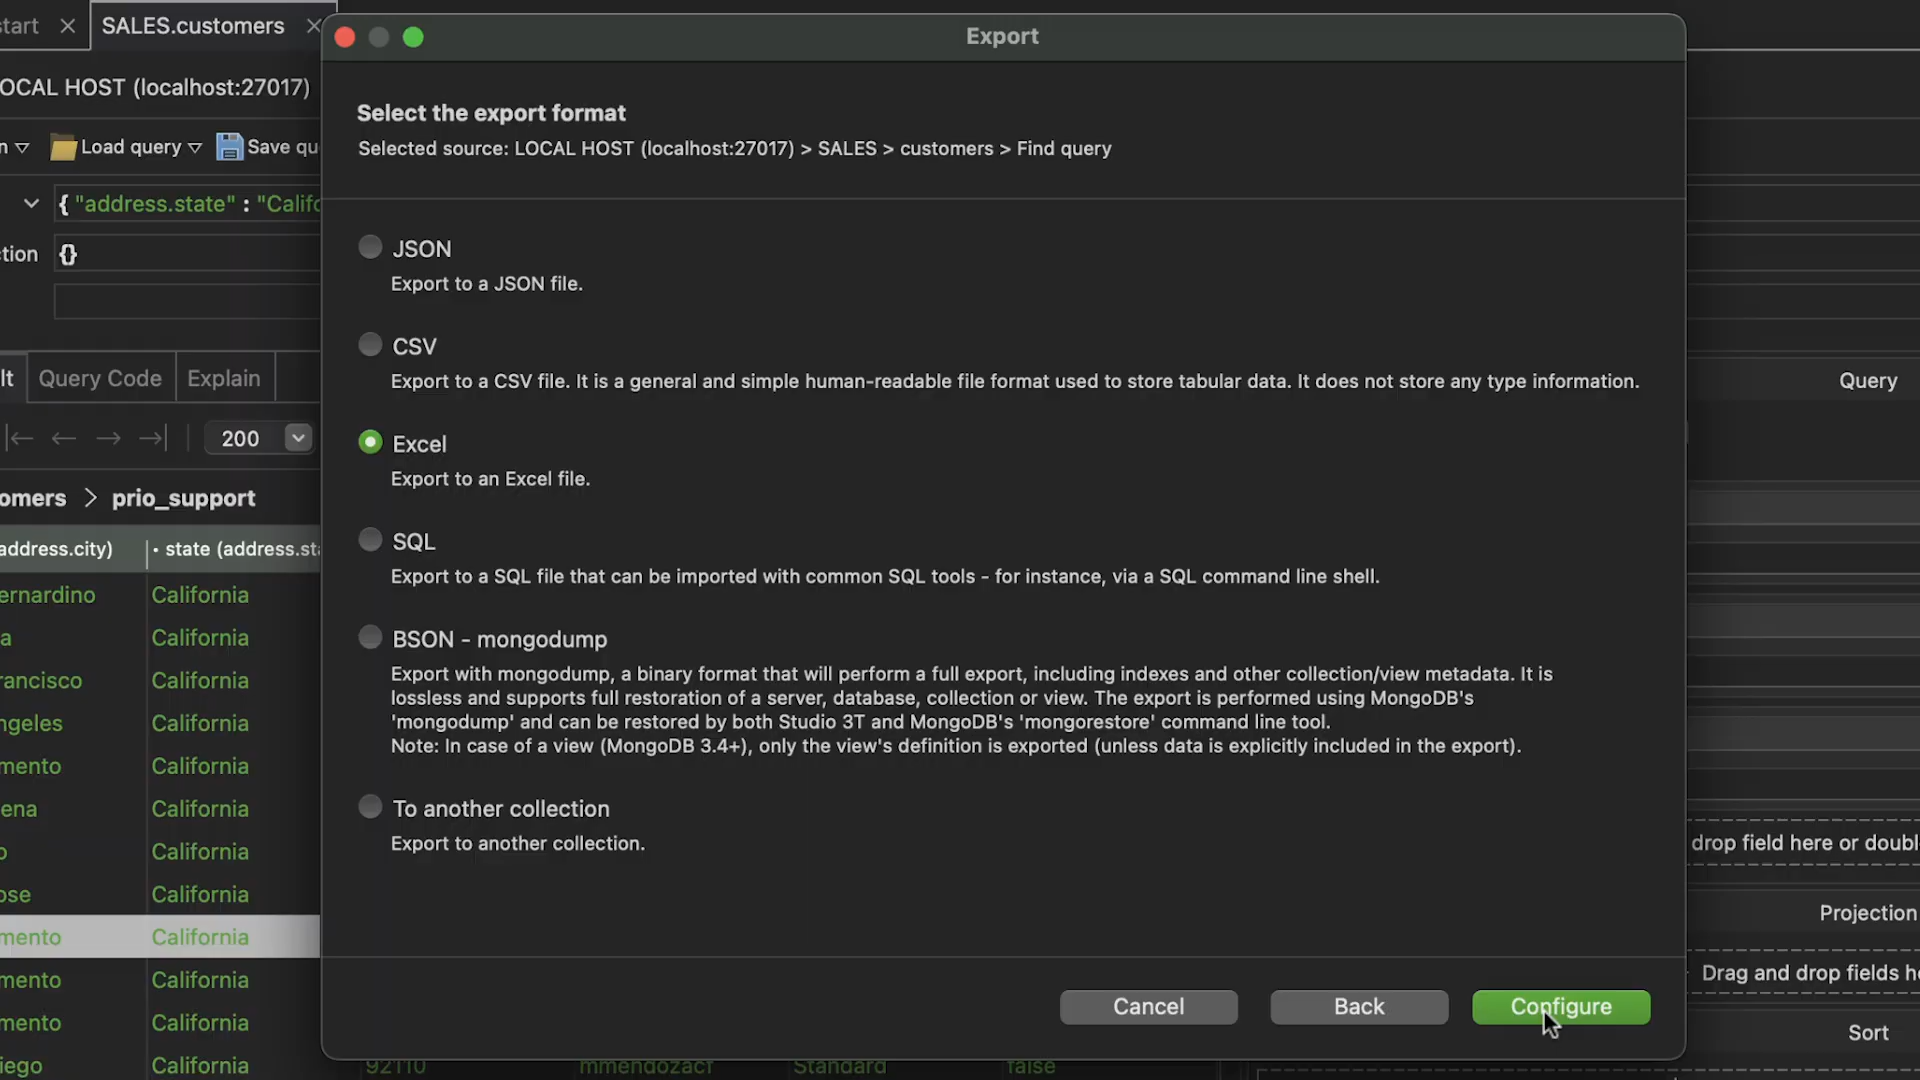 start
SALES.customers
Export
OCAL HOST (localhost:27017)
Load query
Save qu
{ "address.state" : "Califo
tion {}
lt
Query Code
Explain
200
omers > prio_support
address.city)
state (address.sta
ernardino California
a California
rancisco California
ngeles California
mento California
ena California
o California
ose California
mento California
mento California
mento California
iego California 92110 mmendozacf Standard false
Select the export format
Selected source: LOCAL HOST (localhost:27017) > SALES > customers > Find query
JSON
Export to a JSON file.
CSV
Export to a CSV file. It is a general and simple human-readable file format used to store tabular data. It does not store any type information.
Excel
Export to an Excel file.
SQL
Export to a SQL file that can be imported with common SQL tools - for instance, via a SQL command line shell.
BSON - mongodump
Export with mongodump, a binary format that will perform a full export, including indexes and other collection/view metadata. It is
lossless and supports full restoration of a server, database, collection or view. The export is performed using MongoDB's
'mongodump' and can be restored by both Studio 3T and MongoDB's 'mongorestore' command line tool.
Note: In case of a view (MongoDB 3.4+), only the view's definition is exported (unless data is explicitly included in the export).
To another collection
Export to another collection.
Cancel
Back
Configure
Query
drop field here or doubl
Projection
Drag and drop fields he
Sort